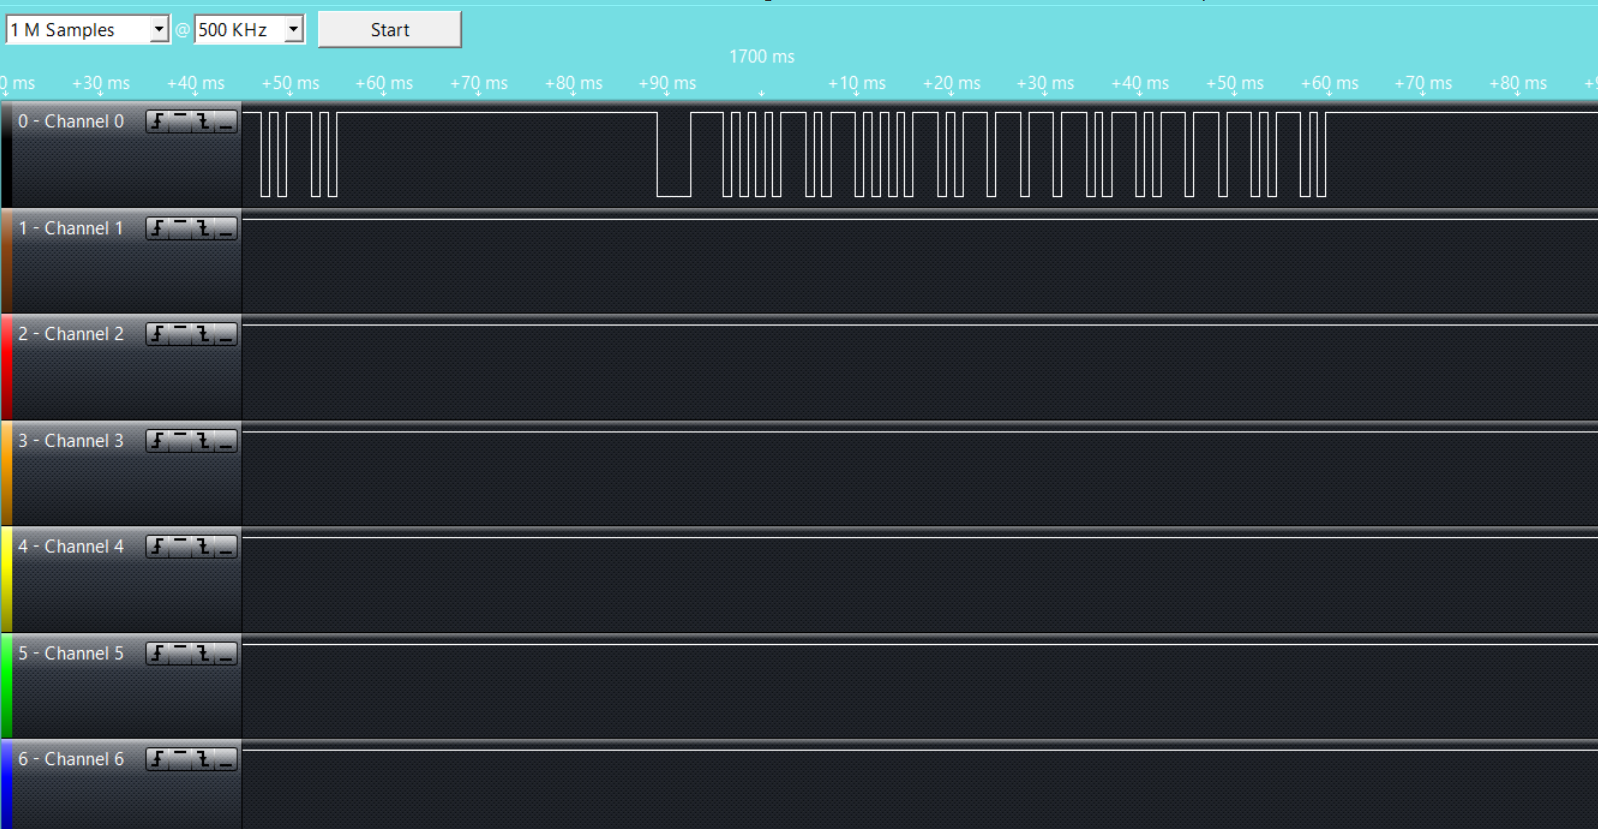 1 M Samples @ 500 KHz Start
1700 ms
0 ms +30 ms +40 ms +50 ms +60 ms +70 ms +80 ms +90 ms +10 ms +20 ms +30 ms +40 ms +50 ms +60 ms +70 ms +80 ms
0 - Channel 0
1 - Channel 1
2 - Channel 2
3 - Channel 3
4 - Channel 4
5 - Channel 5
6 - Channel 6